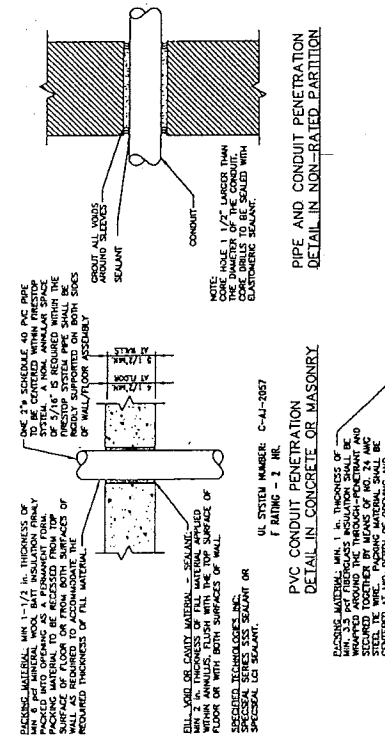 PACKING MATERIAL: MIN 1-1/2 in. THICKNESS OF
MIN 6 pcf MINERAL WOOL BATT INSULATION FIRMLY
PACKED INTO OPENING AS A PERMANENT FORM.
PACKING MATERIAL TO BE RECESSED FROM TOP
SURFACE OF FLOOR OR FROM BOTH SURFACES OF
WALL AS REQUIRED TO ACCOMMODATE THE
REQUIRED THICKNESS OF FILL MATERIAL
ONE 2"ø SCHEDULE 40 PVC PIPE
TO BE CENTERED WITHIN FIRESTOP
SYSTEM. A NOM. ANNULAR SPACE
OF 5/16" IS REQUIRED WITHIN THE
FIRESTOP SYSTEM PIPE SHALL BE
RIGIDLY SUPPORTED ON BOTH SIDES
OF WALL/FLOOR ASSEMBLY
AT FLOOR
AT WALLS
FILL, VOID OR CAVITY MATERIAL - SEALANT:
MIN 2 in. THICKNESS OF FILL MATERIAL APPLIED
WITHIN ANNULUS, FLUSH WITH THE TOP SURFACE OF
FLOOR OR WITH BOTH SURFACES OF WALL.
SPECIFIED TECHNOLOGIES INC:
SPECSEAL SERIES SSS SEALANT OR
SPECSEAL LCI SEALANT.
UL SYSTEM NUMBER: C-AJ-2057
F RATING - 2 HR.
PVC CONDUIT PENETRATION
DETAIL IN CONCRETE OR MASONRY
GROUT ALL VOIDS
AROUND SLEEVES
SEALANT
CONDUIT
NOTE:
CORE HOLE 1 1/2" LARGER THAN
THE DIAMETER OF THE CONDUIT.
CORE DRILLS TO BE SEALED WITH
ELASTOMERIC SEALANT.
PIPE AND CONDUIT PENETRATION
DETAIL IN NON-RATED PARTITION
PACKING MATERIAL: MIN. 1 in. THICKNESS OF
MIN. 3.5 pcf FIBERGLASS INSULATION SHALL BE
WRAPPED AROUND THE THROUGH-PENETRANT AND
SECURED TOGETHER BY MEANS OF NO. 24 AWG
STEEL TIE WIRE. PACKING MATERIAL SHALL BE